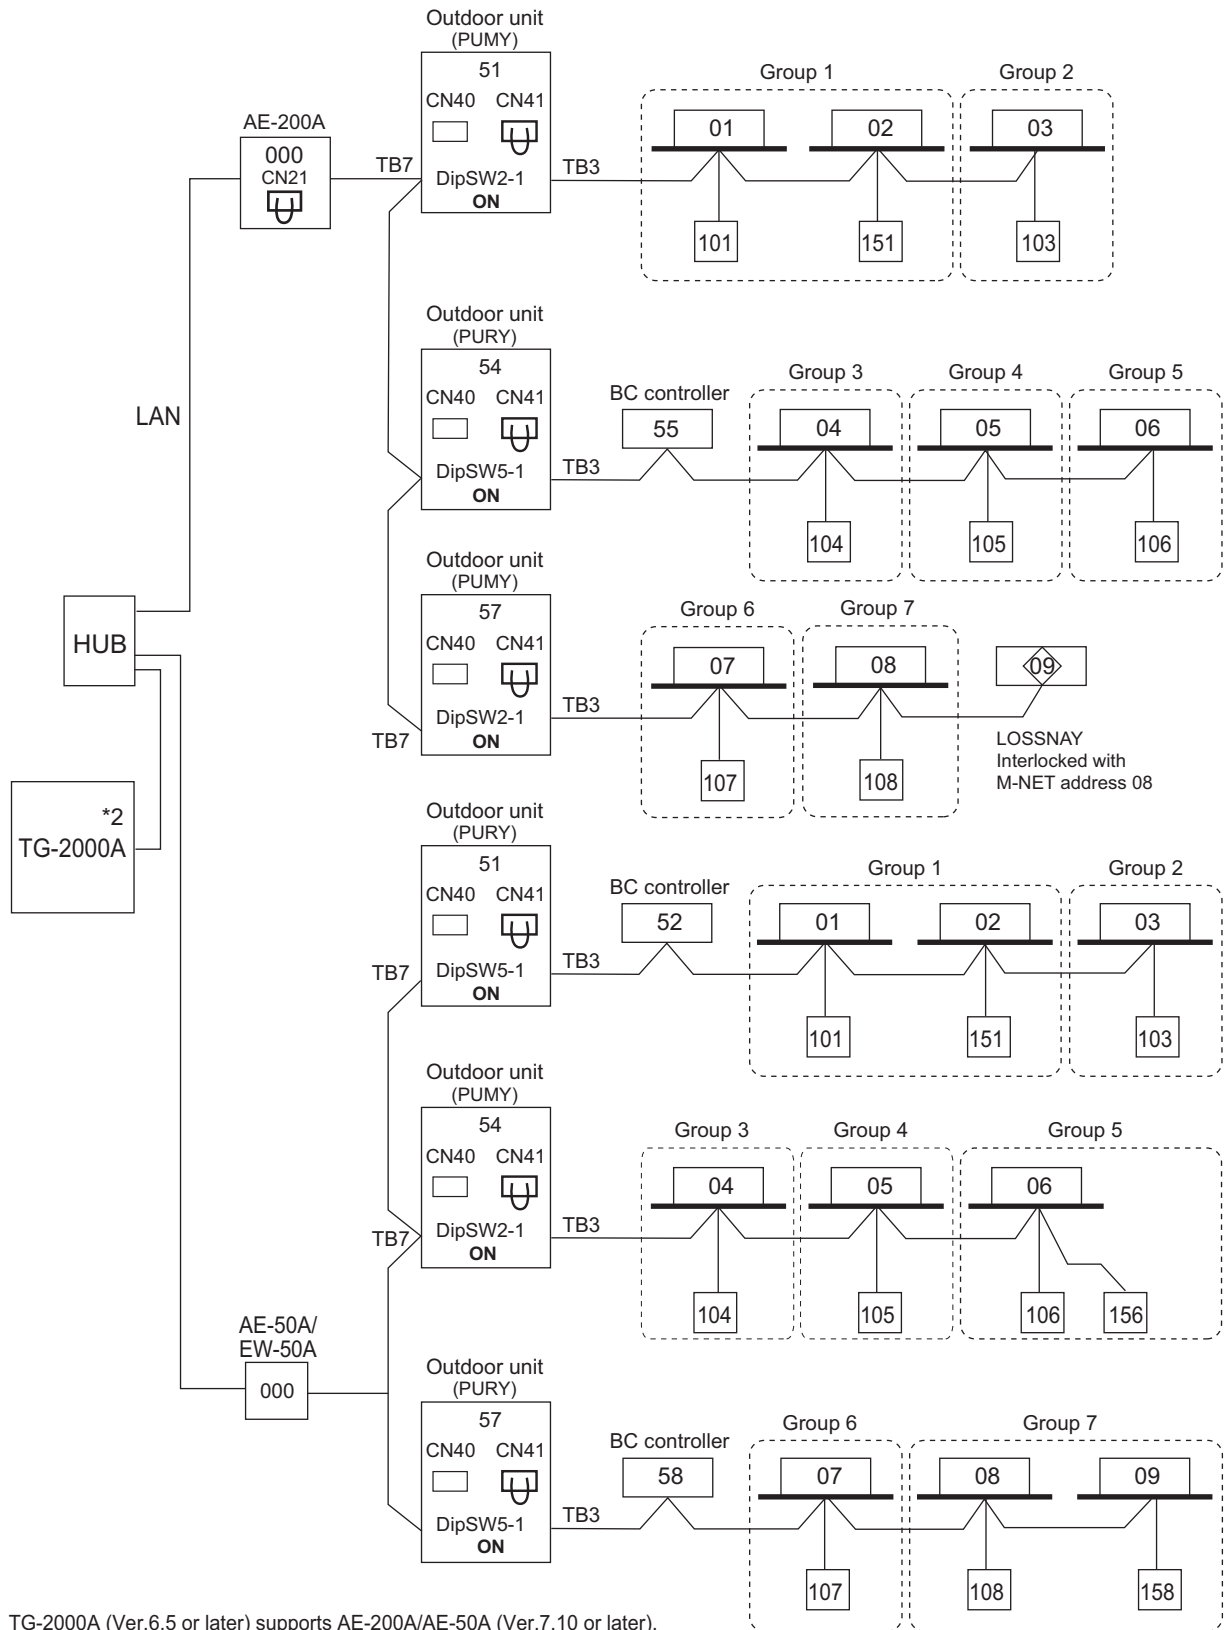 Outdoor unit
(PUMY)
51
CN40 CN41
DipSW2-1
ON
AE-200A
000
CN21
TB7
TB3
Group 1
Group 2
01
02
03
101
151
103
Outdoor unit
(PURY)
54
CN40 CN41
DipSW5-1
ON
TB3
BC controller
55
Group 3
Group 4
Group 5
04
05
06
104
105
106
LAN
HUB
*2
TG-2000A
Outdoor unit
(PUMY)
57
CN40 CN41
DipSW2-1
ON
TB7
TB3
Group 6
Group 7
07
08
09
107
108
LOSSNAY
Interlocked with
M-NET address 08
Outdoor unit
(PURY)
51
CN40 CN41
DipSW5-1
ON
TB7
TB3
BC controller
52
Group 1
Group 2
01
02
03
101
151
103
Outdoor unit
(PUMY)
54
CN40 CN41
DipSW2-1
ON
TB7
TB3
Group 3
Group 4
Group 5
04
05
06
104
105
106
156
AE-50A/
EW-50A
000
Outdoor unit
(PURY)
57
CN40 CN41
DipSW5-1
ON
TB3
BC controller
58
Group 6
Group 7
07
08
09
107
108
158
TG-2000A (Ver.6.5 or later) supports AE-200A/AE-50A (Ver.7.10 or later).